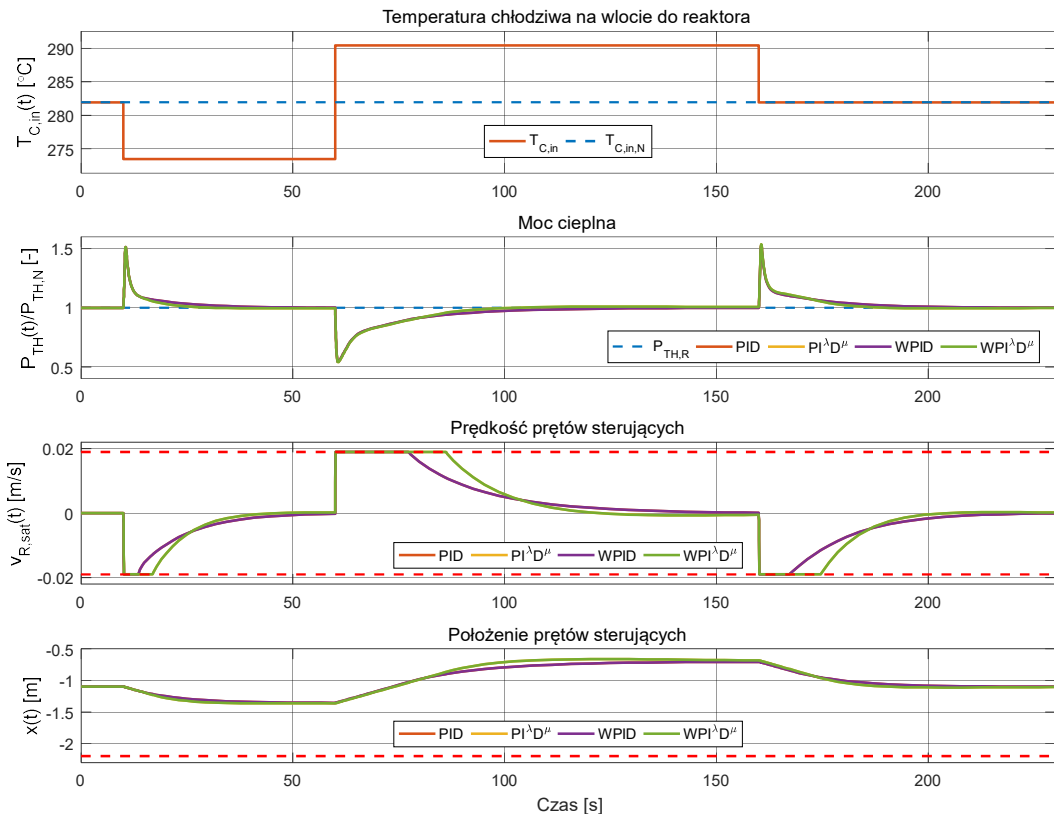 Temperatura chłodziwa na wlocie do reaktora
T_C,in(t) [°C]
290
285
280
275
T_C,in T_C,in,N
0 50 100 150 200
Moc cieplna
P_TH(t)/P_TH,N [-]
1.5
1
0.5
P_TH,R PID PI^λD^μ WPID WPI^λD^μ
0 50 100 150 200
Prędkość prętów sterujących
v_R,sat(t) [m/s]
0.02
0
-0.02
PID PI^λD^μ WPID WPI^λD^μ
0 50 100 150 200
Położenie prętów sterujących
x(t) [m]
-0.5
-1
-1.5
-2
PID PI^λD^μ WPID WPI^λD^μ
0 50 100 150 200
Czas [s]